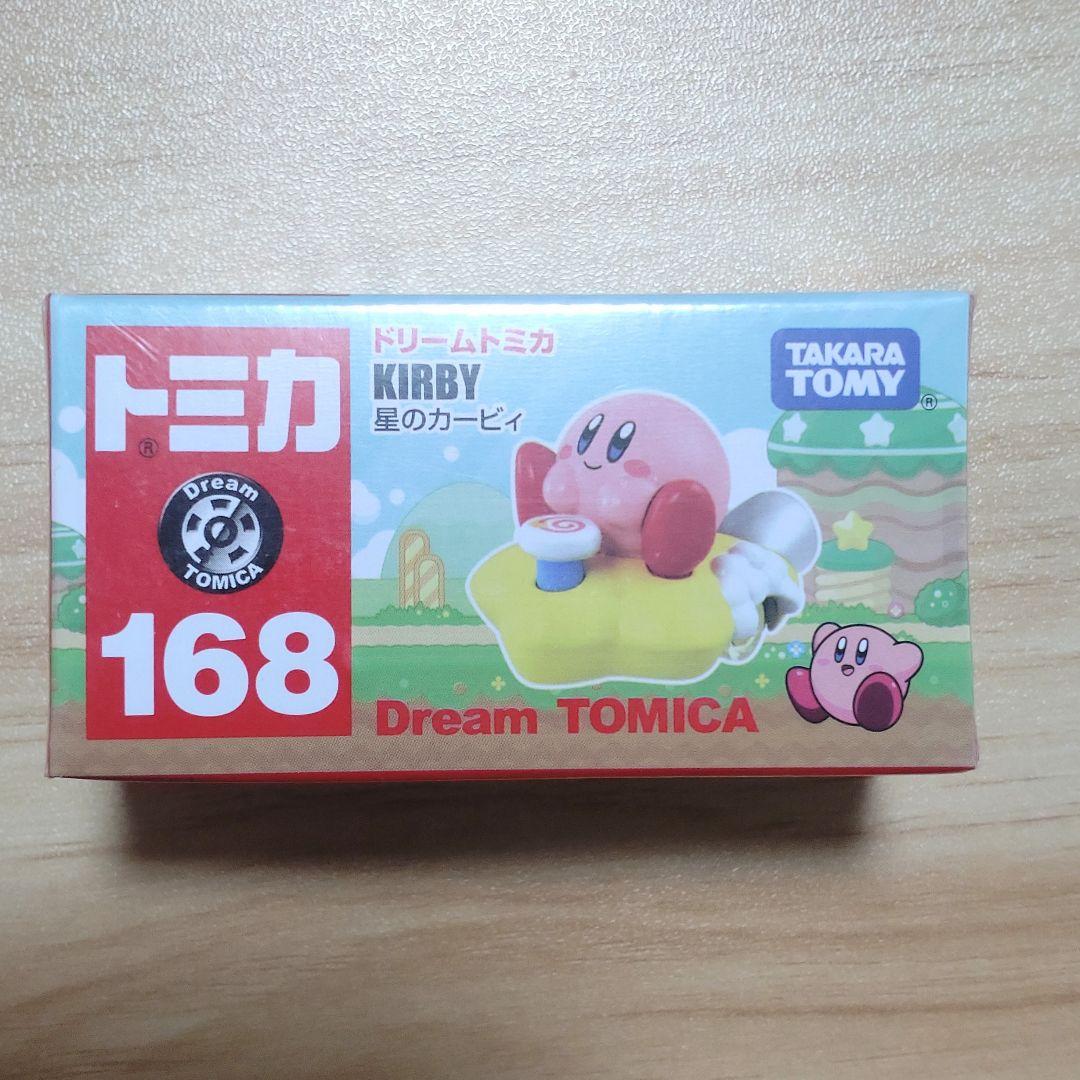 トミカ
®
Dream
TOMICA
168
ドリームトミカ
KIRBY
星のカービィ
TAKARA
TOMY
®
Dream TOMICA